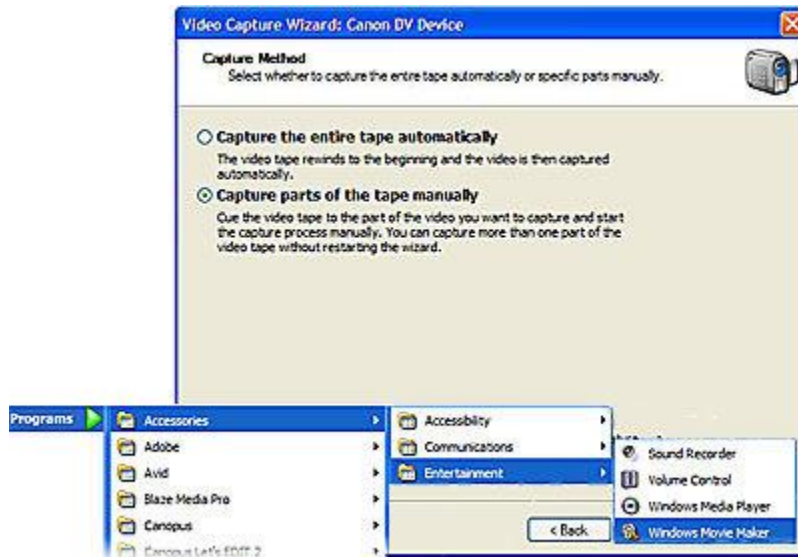 Video Capture Wizard: Canon DV Device
Capture Method
Select whether to capture the entire tape automatically or specific parts manually.
Capture the entire tape automatically
The video tape rewinds to the beginning and the video is then captured
automatically.
Capture parts of the tape manually
Cue the video tape to the part of the video you want to capture and start
the capture process manually. You can capture more than one part of the
video tape without restarting the wizard.
Programs
Accessories
Adobe
Avid
Blaze Media Pro
Canopus
Canopus Let's EDIT 2
Accessibility
Communications
Entertainment
< Back
Sound Recorder
Volume Control
Windows Media Player
Windows Movie Maker